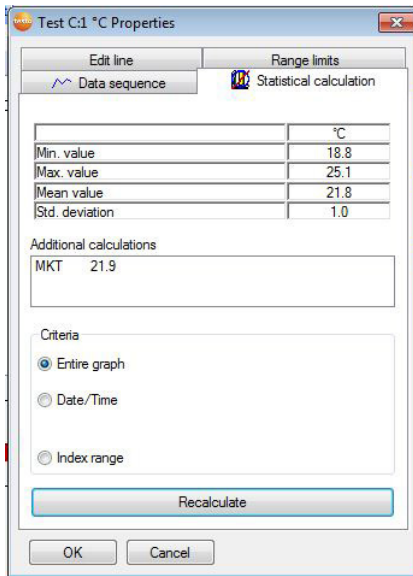 testo Test C:1 °C Properties
Edit line Range limits
Data sequence Statistical calculation
°C
Min. value 18.8
Max. value 25.1
Mean value 21.8
Std. deviation 1.0
Additional calculations
MKT 21.9
Criteria
Entire graph
Date/Time
Index range
Recalculate
OK Cancel